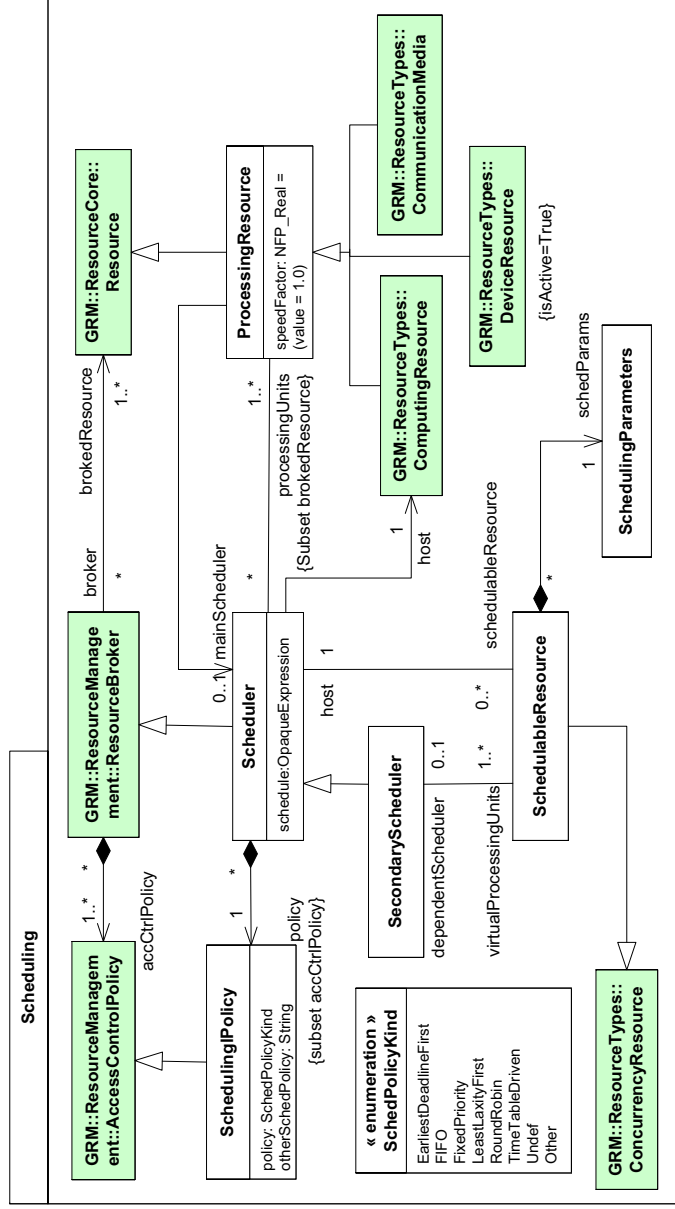 Scheduling
GRM::ResourceManagem
ent::AccessControlPolicy
1..*
*
accCtrlPolicy
GRM::ResourceManage
ment::ResourceBroker
broker
*
brokedResource
1..*
GRM::ResourceCore::
Resource
SchedulinglPolicy
policy: SchedPolicyKind
otherSchedPolicy: String
1
*
policy
{subset accCtrlPolicy}
Scheduler
schedule:OpaqueExpression
0..1
/ mainScheduler
*
1..*
processingUnits
{Subset brokedResource}
ProcessingResource
speedFactor: NFP_Real =
(value = 1.0)
host
1
1
host
« enumeration »
SchedPolicyKind
EarliestDeadlineFirst
FIFO
FixedPriority
LeastLaxityFirst
RoundRobin
TimeTableDriven
Undef
Other
SecondaryScheduler
dependentScheduler
0..1
virtualProcessingUnits
1..*
0..*
schedulableResource
GRM::ResourceTypes::
ComputingResource
GRM::ResourceTypes::
CommunicationMedia
GRM::ResourceTypes::
DeviceResource
{isActive=True}
SchedulableResource
*
1
schedParams
SchedulingParameters
GRM::ResourceTypes::
ConcurrencyResource